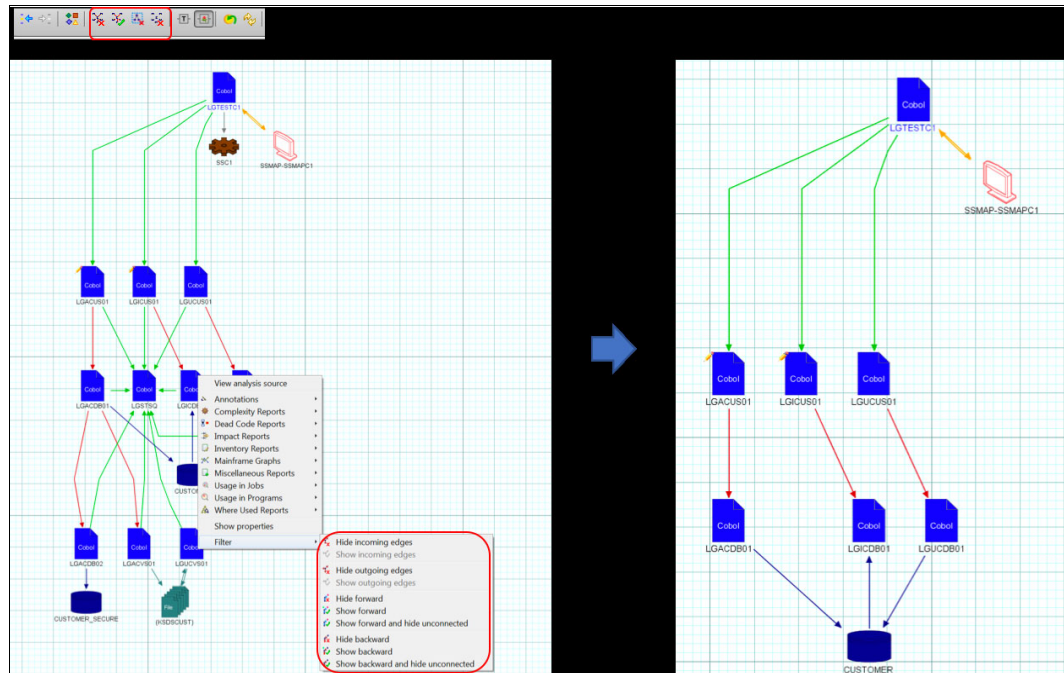 T
a
Cobol
LGTESTC1
SSC1
SSMAP-SSMAPC1
Cobol
Cobol
Cobol
LGACUS01
LGICUS01
LGUCUS01
Cobol
Cobol
LGACDB01
LGSTSQ
CUSTOME
Cobol
Cobol
LGACDB02
LGACVS01
LGUCVS01
CUSTOMER_SECURE
File
(KSDSCUST)
View analysis source
Annotations
Complexity Reports
Dead Code Reports
Impact Reports
Inventory Reports
Mainframe Graphs
Miscellaneous Reports
Usage in Jobs
Usage in Programs
Where Used Reports
Show properties
Filter
Hide incoming edges
Show incoming edges
Hide outgoing edges
Show outgoing edges
Hide forward
Show forward
Show forward and hide unconnected
Hide backward
Show backward
Show backward and hide unconnected
Cobol
LGTESTC1
SSMAP-SSMAPC1
Cobol
Cobol
Cobol
LGACUS01
LGICUS01
LGUCUS01
Cobol
Cobol
Cobol
LGACDB01
LGICDB01
LGUCDB01
CUSTOMER